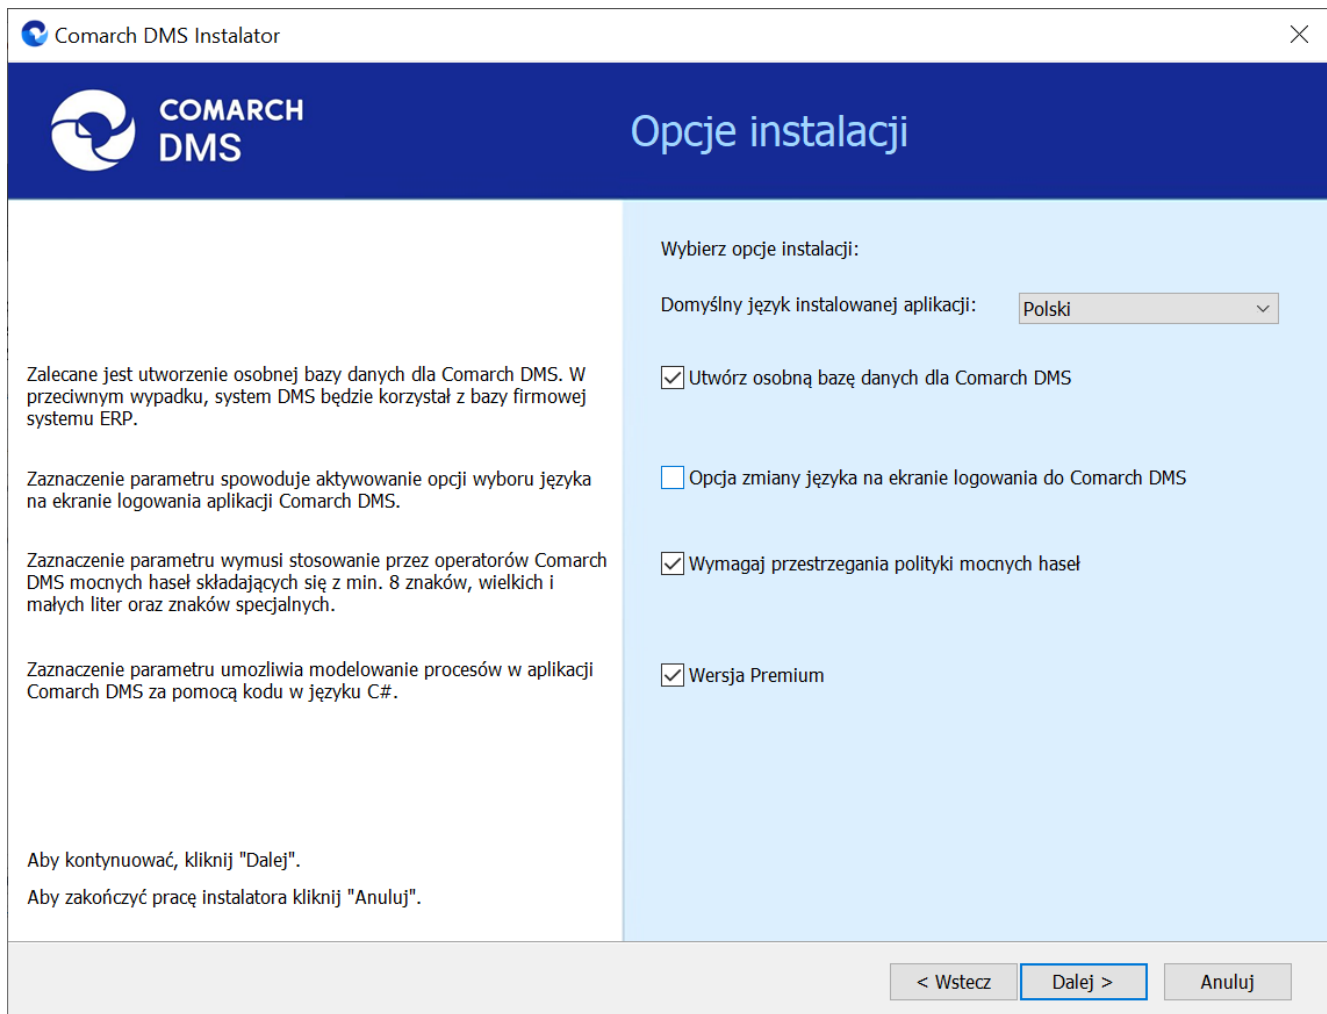 Comarch DMS Instalator
COMARCH
DMS
Opcje instalacji
Wybierz opcje instalacji:
Domyślny język instalowanej aplikacji:
Polski
Zalecane jest utworzenie osobnej bazy danych dla Comarch DMS. W
przeciwnym wypadku, system DMS będzie korzystał z bazy firmowej
systemu ERP.
Utwórz osobną bazę danych dla Comarch DMS
Zaznaczenie parametru spowoduje aktywowanie opcji wyboru języka
na ekranie logowania aplikacji Comarch DMS.
Opcja zmiany języka na ekranie logowania do Comarch DMS
Zaznaczenie parametru wymusi stosowanie przez operatorów Comarch
DMS mocnych haseł składających się z min. 8 znaków, wielkich i
małych liter oraz znaków specjalnych.
Wymagaj przestrzegania polityki mocnych haseł
Zaznaczenie parametru umozliwia modelowanie procesów w aplikacji
Comarch DMS za pomocą kodu w języku C#.
Wersja Premium
Aby kontynuować, kliknij "Dalej".
Aby zakończyć pracę instalatora kliknij "Anuluj".
< Wstecz
Dalej >
Anuluj